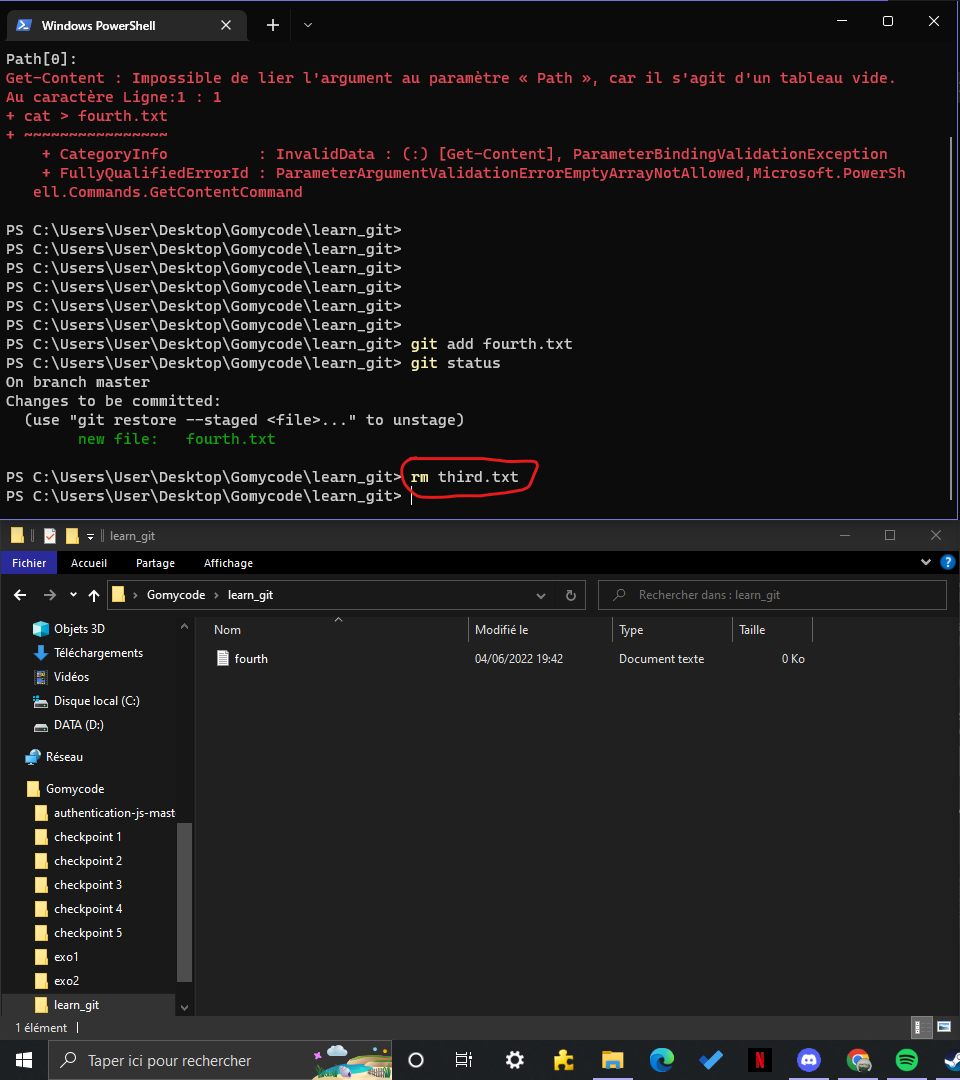 Windows PowerShell
Path[0]:
Get-Content : Impossible de lier l'argument au paramètre « Path », car il s'agit d'un tableau vide.
Au caractère Ligne:1 : 1
+ cat > fourth.txt
+ ~~~~~~~~~~~~~~~~
+ CategoryInfo : InvalidData : (:) [Get-Content], ParameterBindingValidationException
+ FullyQualifiedErrorId : ParameterArgumentValidationErrorEmptyArrayNotAllowed,Microsoft.PowerSh
ell.Commands.GetContentCommand
PS C:\Users\User\Desktop\Gomycode\learn_git>
PS C:\Users\User\Desktop\Gomycode\learn_git>
PS C:\Users\User\Desktop\Gomycode\learn_git>
PS C:\Users\User\Desktop\Gomycode\learn_git>
PS C:\Users\User\Desktop\Gomycode\learn_git>
PS C:\Users\User\Desktop\Gomycode\learn_git>
PS C:\Users\User\Desktop\Gomycode\learn_git> git add fourth.txt
PS C:\Users\User\Desktop\Gomycode\learn_git> git status
On branch master
Changes to be committed:
(use "git restore --staged <file>..." to unstage)
new file: fourth.txt
PS C:\Users\User\Desktop\Gomycode\learn_git> rm third.txt
PS C:\Users\User\Desktop\Gomycode\learn_git>
learn_git
Fichier Accueil Partage Affichage
Gomycode › learn_git
Rechercher dans : learn_git
Objets 3D
Téléchargements
Vidéos
Disque local (C:)
DATA (D:)
Réseau
Gomycode
authentication-js-mast
checkpoint 1
checkpoint 2
checkpoint 3
checkpoint 4
checkpoint 5
exo1
exo2
learn_git
Nom Modifié le Type Taille
fourth 04/06/2022 19:42 Document texte 0 Ko
1 élément
Taper ici pour rechercher